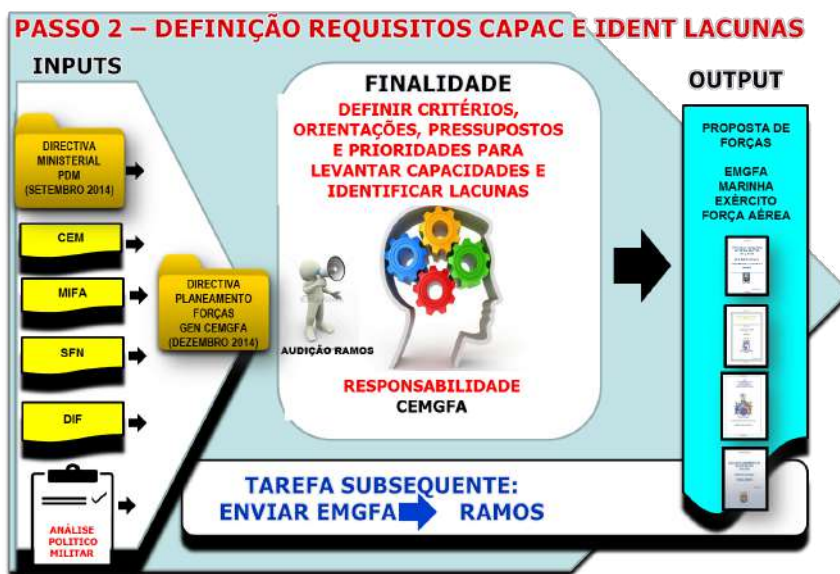 PASSO 2 – DEFINIÇÃO REQUISITOS CAPAC E IDENT LACUNAS
INPUTS
DIRECTIVA
MINISTERIAL
PDM
(SETEMBRO 2014)
CEM
MIFA
SFN
DIF
ANÁLISE
POLITICO
MILITAR
DIRECTIVA
PLANEAMENTO
FORÇAS
GEN CEMGFA
(DEZEMBRO 2014)
FINALIDADE
DEFINIR CRITÉRIOS,
ORIENTAÇÕES, PRESSUPOSTOS
E PRIORIDADES PARA
LEVANTAR CAPACIDADES E
IDENTIFICAR LACUNAS
AUDIÇÃO RAMOS
RESPONSABILIDADE
CEMGFA
TAREFA SUBSEQUENTE:
ENVIAR EMGFA RAMOS
OUTPUT
PROPOSTA DE
FORÇAS
EMGFA
MARINHA
EXÉRCITO
FORÇA AÉREA